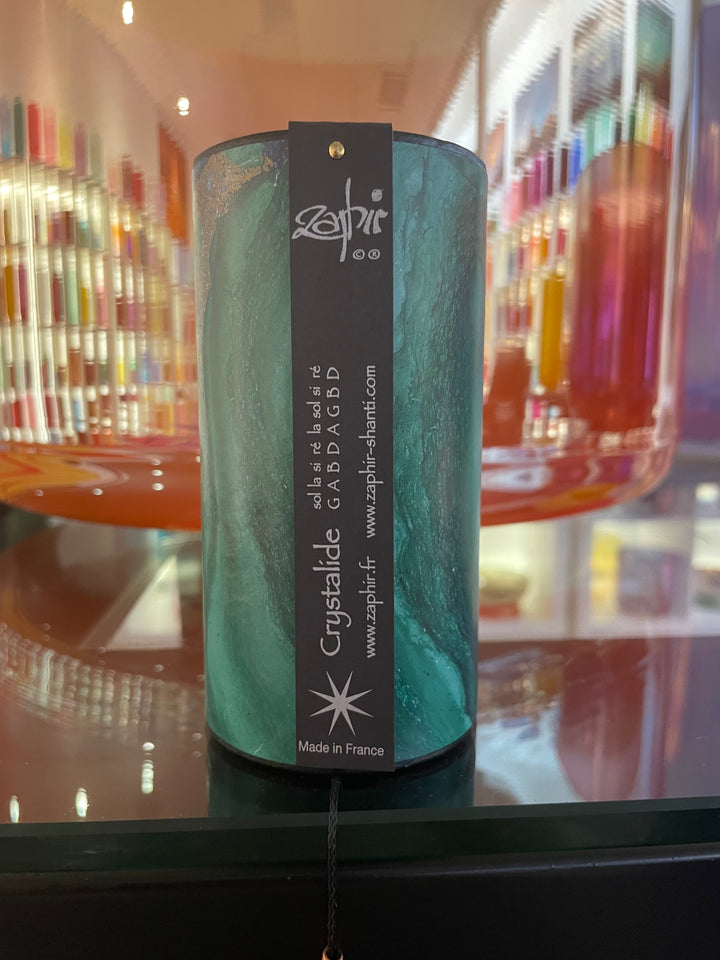 zaphir
©®
Crystalide
sol la si ré la sol si ré
G A B D A G B D
www.zaphir.fr www.zaphir-shanti.com
Made in France